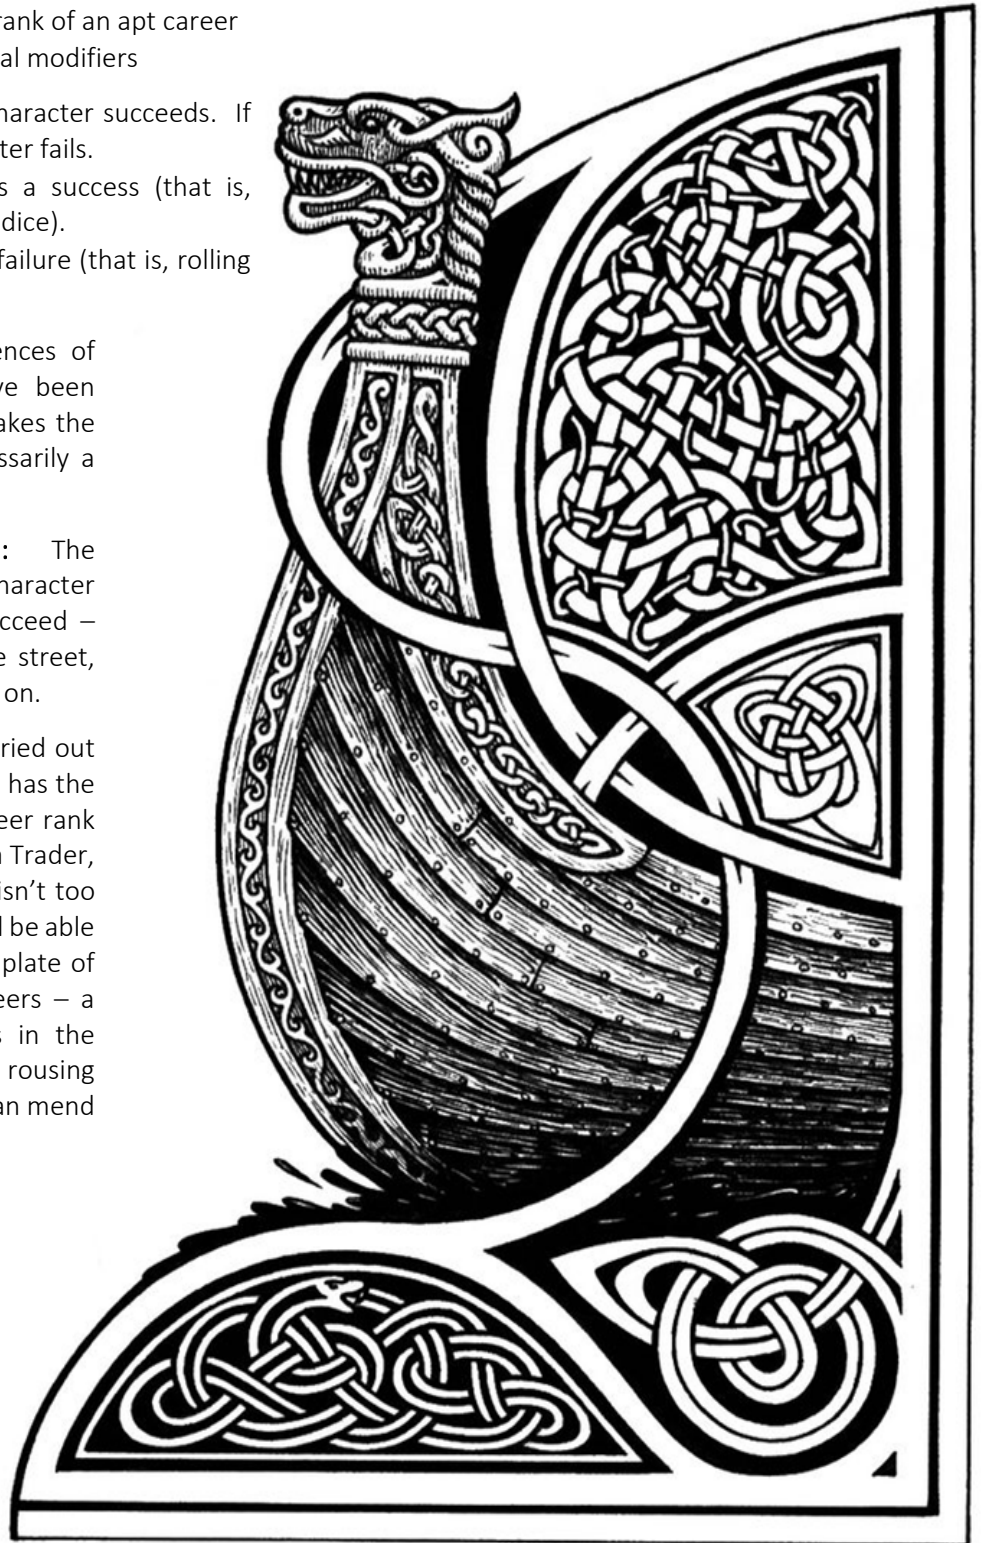 rank of an apt career
al modifiers
haracter succeeds. If
ter fails.
s a success (that is,
dice).
failure (that is, rolling
ences of
ve been
akes the
ssarily a
: The
haracter
cceed –
e street,
on.
ried out
has the
eer rank
Trader,
isn't too
be able
plate of
eers – a
s in the
rousing
an mend